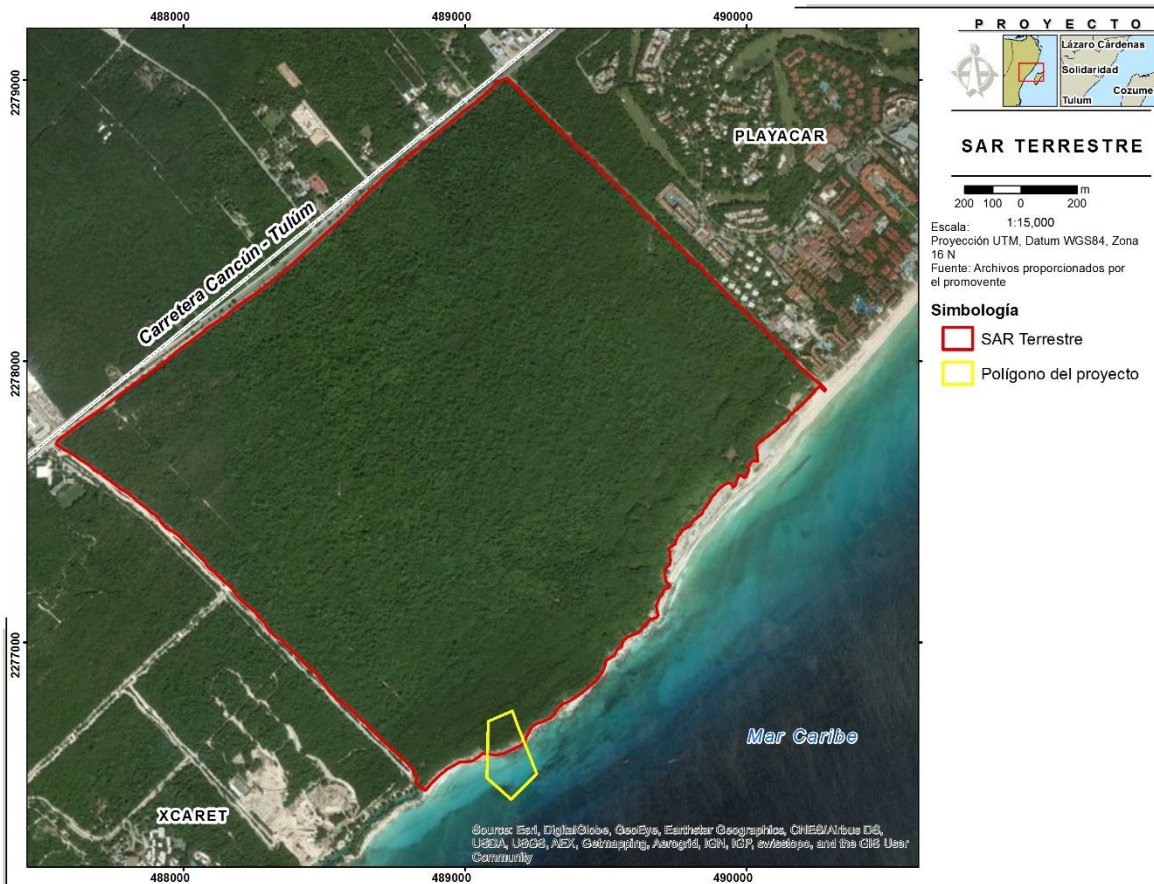 488000
489000
490000
2279000
2278000
2277000
PLAYACAR
Carretera Cancún - Tulúm
Mar Caribe
XCARET
Source: Esri, DigitalGlobe, GeoEye, Earthstar Geographics, CNES/Airbus DS,
USDA, USGS, AEX, Getmapping, Aerogrid, IGN, IGP, swisstopo, and the GIS User
Community
488000
489000
490000
PROYECTO
Lázaro Cárdenas
Solidaridad
Cozume
Tulum
SAR TERRESTRE
m
200 100 0 200
1:15,000
Escala:
Proyección UTM, Datum WGS84, Zona
16 N
Fuente: Archivos proporcionados por
el promovente
Simbología
SAR Terrestre
Polígono del proyecto